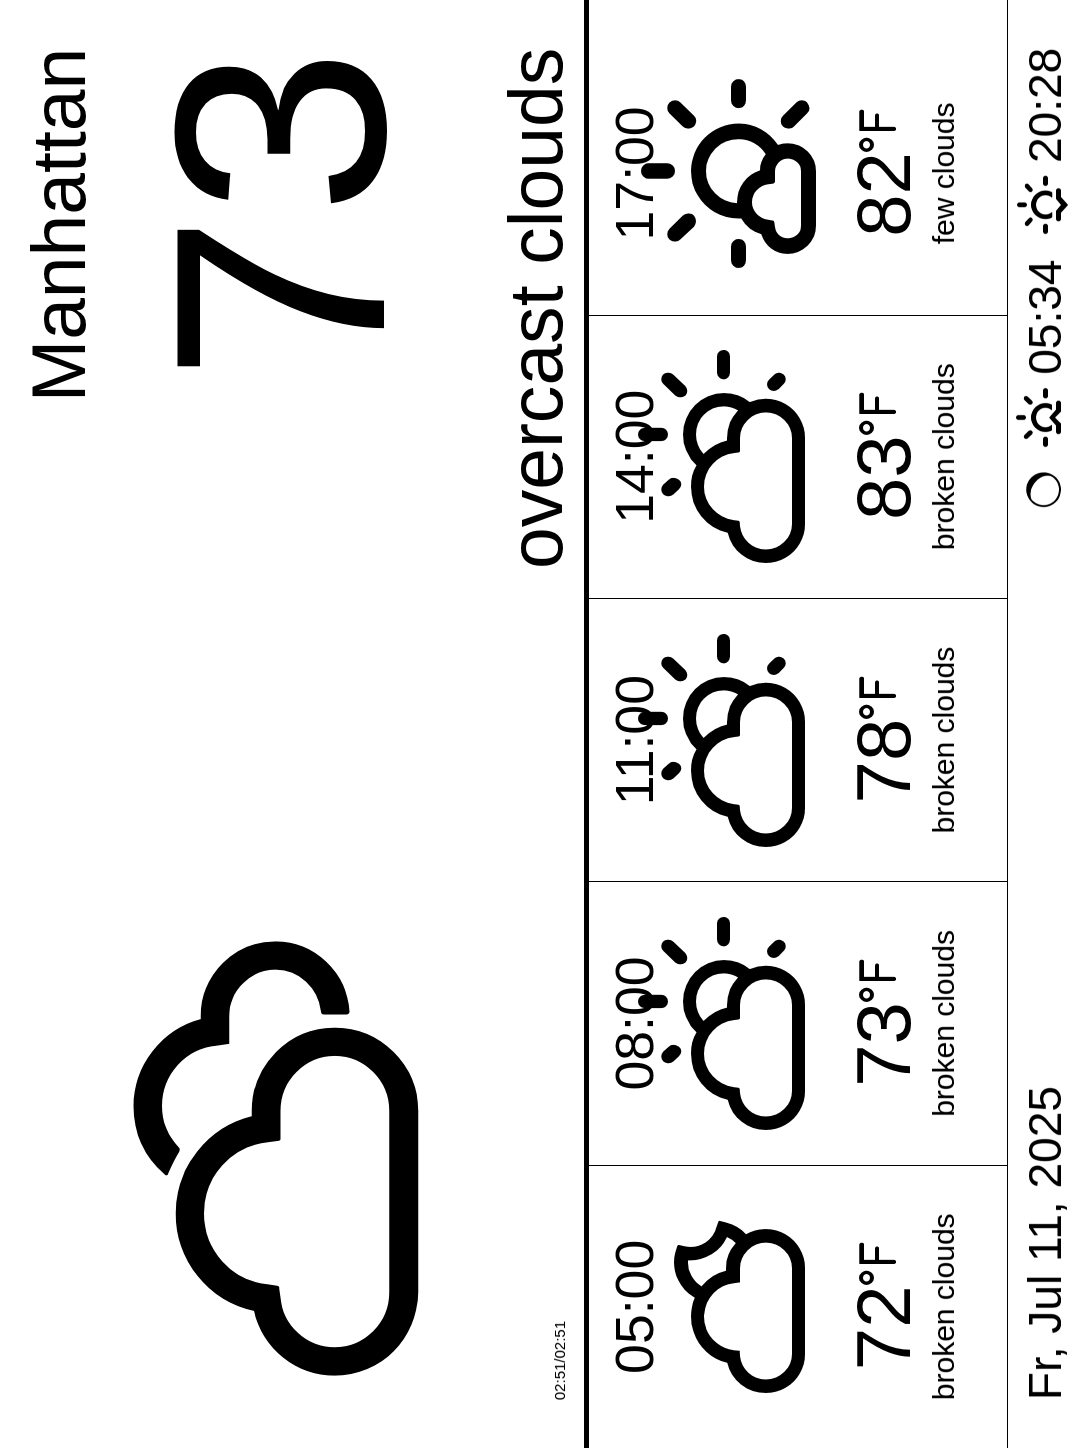 Manhattan
73
overcast clouds
02:51/02:51
05:00
72°F
broken clouds
08:00
73°F
broken clouds
11:00
78°F
broken clouds
14:00
83°F
broken clouds
17:00
82°F
few clouds
Fr, Jul 11, 2025
05:34
20:28